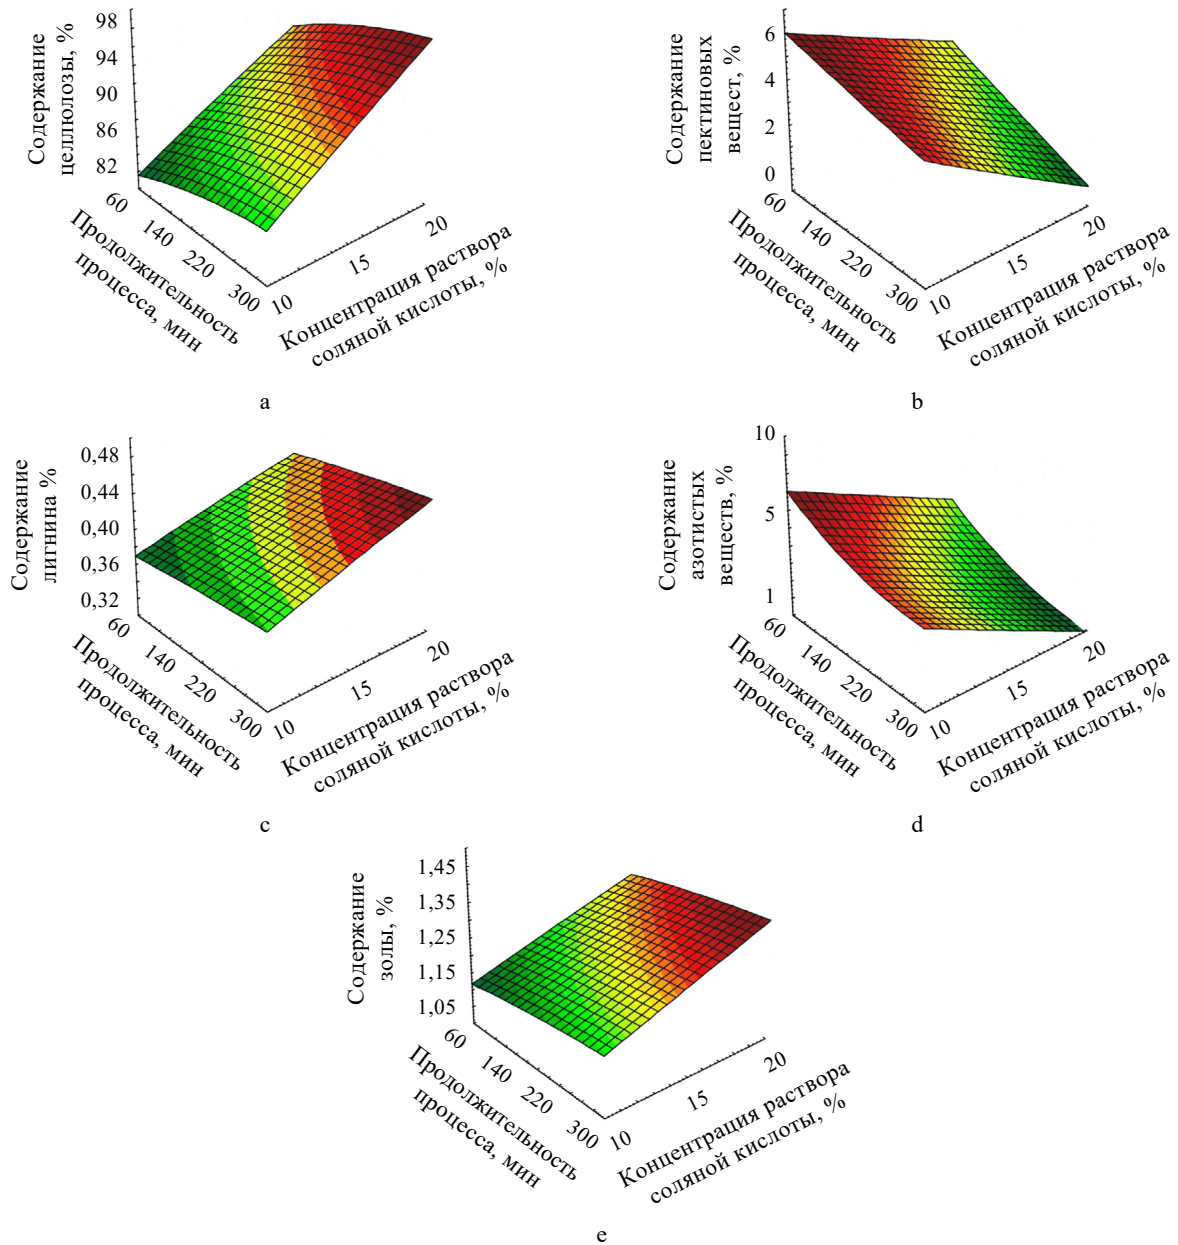 Содержание
целлюлозы, %
98
94
90
86
82
60
140
220
300
Продолжительность
процесса, мин
10
15
20
Концентрация раствора
соляной кислоты, %
a
Содержание
пектиновых
вещест, %
6
4
2
0
60
140
220
300
Продолжительность
процесса, мин
10
15
20
Концентрация раствора
соляной кислоты, %
b
Содержание
лигнина %
0,48
0,44
0,40
0,36
0,32
60
140
220
300
Продолжительность
процесса, мин
10
15
20
Концентрация раствора
соляной кислоты, %
c
Содержание
азотистых
веществ, %
10
5
1
60
140
220
300
Продолжительность
процесса, мин
10
15
20
Концентрация раствора
соляной кислоты, %
d
Содержание
золы, %
1,45
1,35
1,25
1,15
1,05
60
140
220
300
Продолжительность
процесса, мин
10
15
20
Концентрация раствора
соляной кислоты, %
e